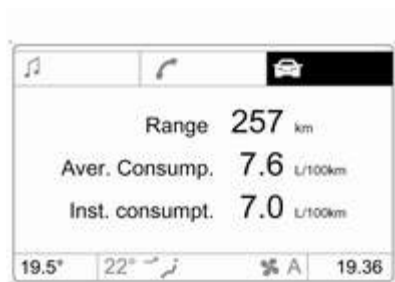 Range 257 km
Aver. Consump. 7.6 L/100km
Inst. consumpt. 7.0 L/100km
19.5° 22° A 19.36